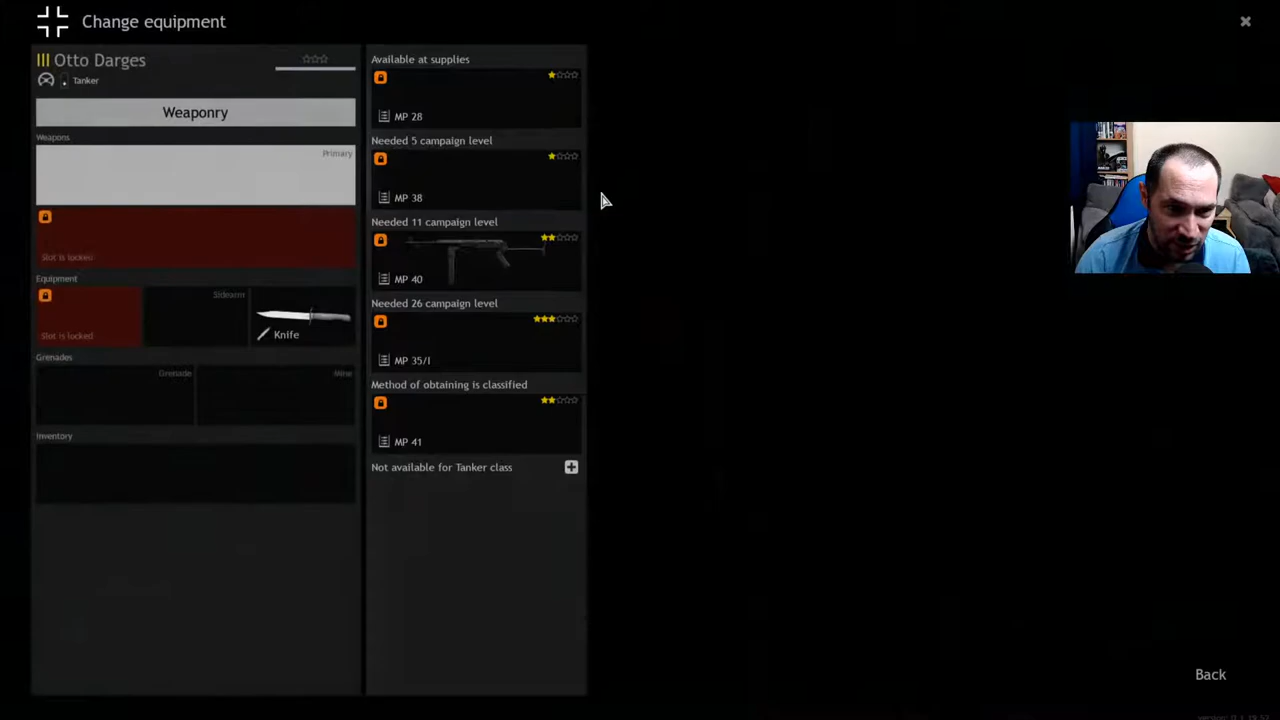 Change equipment
III Otto Darges
Tanker
Weaponry
Weapons
Primary
Slot is locked
Equipment
Sidearm
Slot is locked
Knife
Grenades
Grenade
Mine
Inventory
Available at supplies
MP 28
Needed 5 campaign level
MP 38
Needed 11 campaign level
MP 40
Needed 26 campaign level
MP 35/I
Method of obtaining is classified
MP 41
Not available for Tanker class
Back